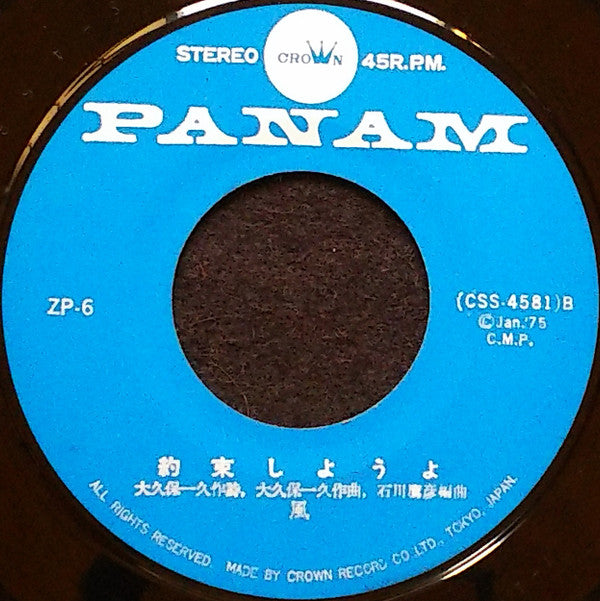 STEREO CROWN 45R.P.M.
PANAM
ZP-6
(CSS-4581)B
©Jan.'75
C.M.P.
約束しようよ
大久保一久作詩, 大久保一久作曲, 石川鷹彦編曲
風
ALL RIGHTS RESERVED. MADE BY CROWN RECORD CO., LTD., TOKYO, JAPAN.